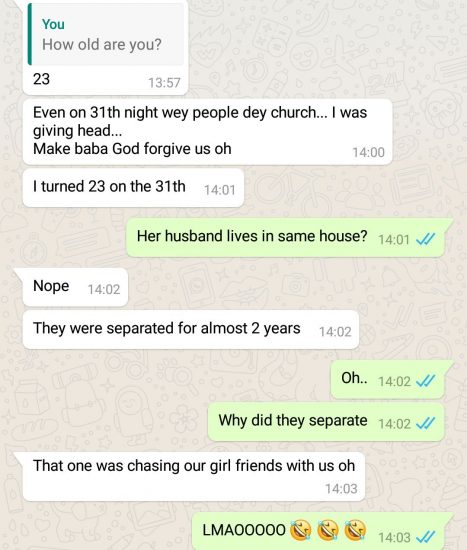 You
How old are you?
23
13:57
Even on 31th night wey people dey church... I was
giving head...
Make baba God forgive us oh
14:00
I turned 23 on the 31th 14:01
Her husband lives in same house? 14:01
Nope 14:02
They were separated for almost 2 years 14:02
Oh.. 14:02
Why did they separate 14:02
That one was chasing our girl friends with us oh
14:03
LMAOOOOO 🤣 🤣 🤣 14:03